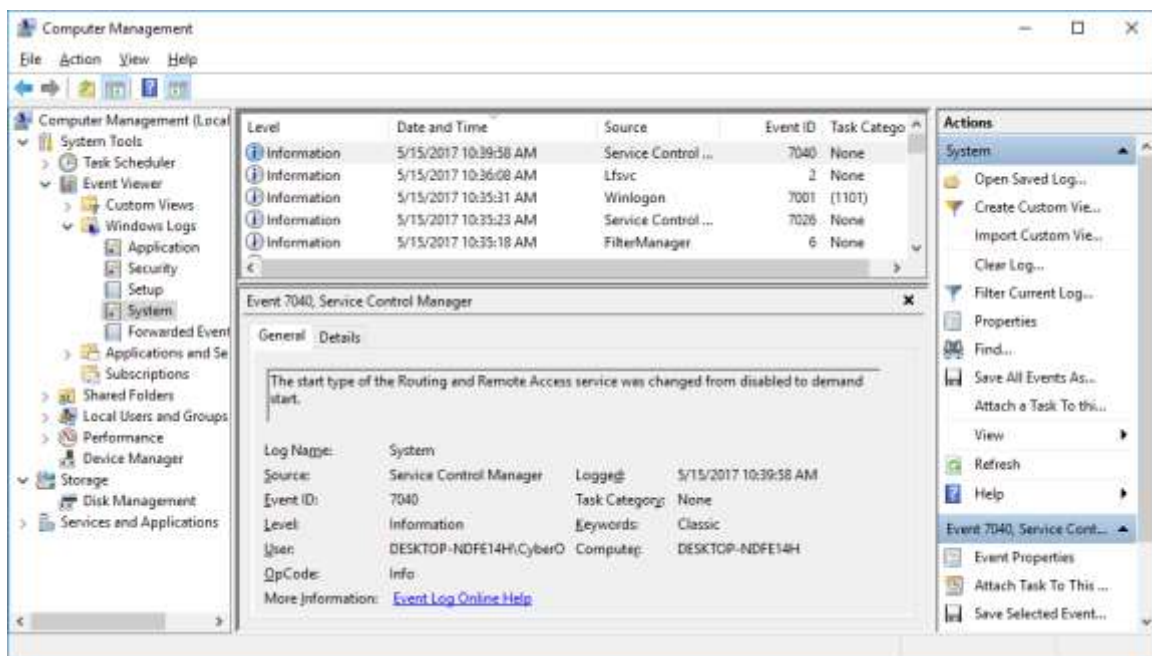 Computer Management
File Action View Help
Computer Management (Local
System Tools
Task Scheduler
Event Viewer
Custom Views
Windows Logs
Application
Security
Setup
System
Forwarded Event
Applications and Se
Subscriptions
Shared Folders
Local Users and Groups
Performance
Device Manager
Storage
Disk Management
Services and Applications
Level Date and Time Source Event ID Task Catego
Information 5/15/2017 10:39:58 AM Service Control ... 7040 None
Information 5/15/2017 10:36:08 AM Lfsvc 2 None
Information 5/15/2017 10:35:31 AM Winlogon 7001 (1101)
Information 5/15/2017 10:35:23 AM Service Control ... 7026 None
Information 5/15/2017 10:35:18 AM FilterManager 6 None
Event 7040, Service Control Manager
General Details
The start type of the Routing and Remote Access service was changed from disabled to demand
start.
Log Name: System
Source: Service Control Manager Logged: 5/15/2017 10:39:58 AM
Event ID: 7040 Task Category: None
Level: Information Keywords: Classic
User: DESKTOP-NDFE14H\CyberO Computer: DESKTOP-NDFE14H
OpCode: Info
More Information: Event Log Online Help
Actions
System
Open Saved Log...
Create Custom Vie...
Import Custom Vie...
Clear Log...
Filter Current Log...
Properties
Find...
Save All Events As...
Attach a Task To thi...
View
Refresh
Help
Event 7040, Service Cont...
Event Properties
Attach Task To This ...
Save Selected Event...